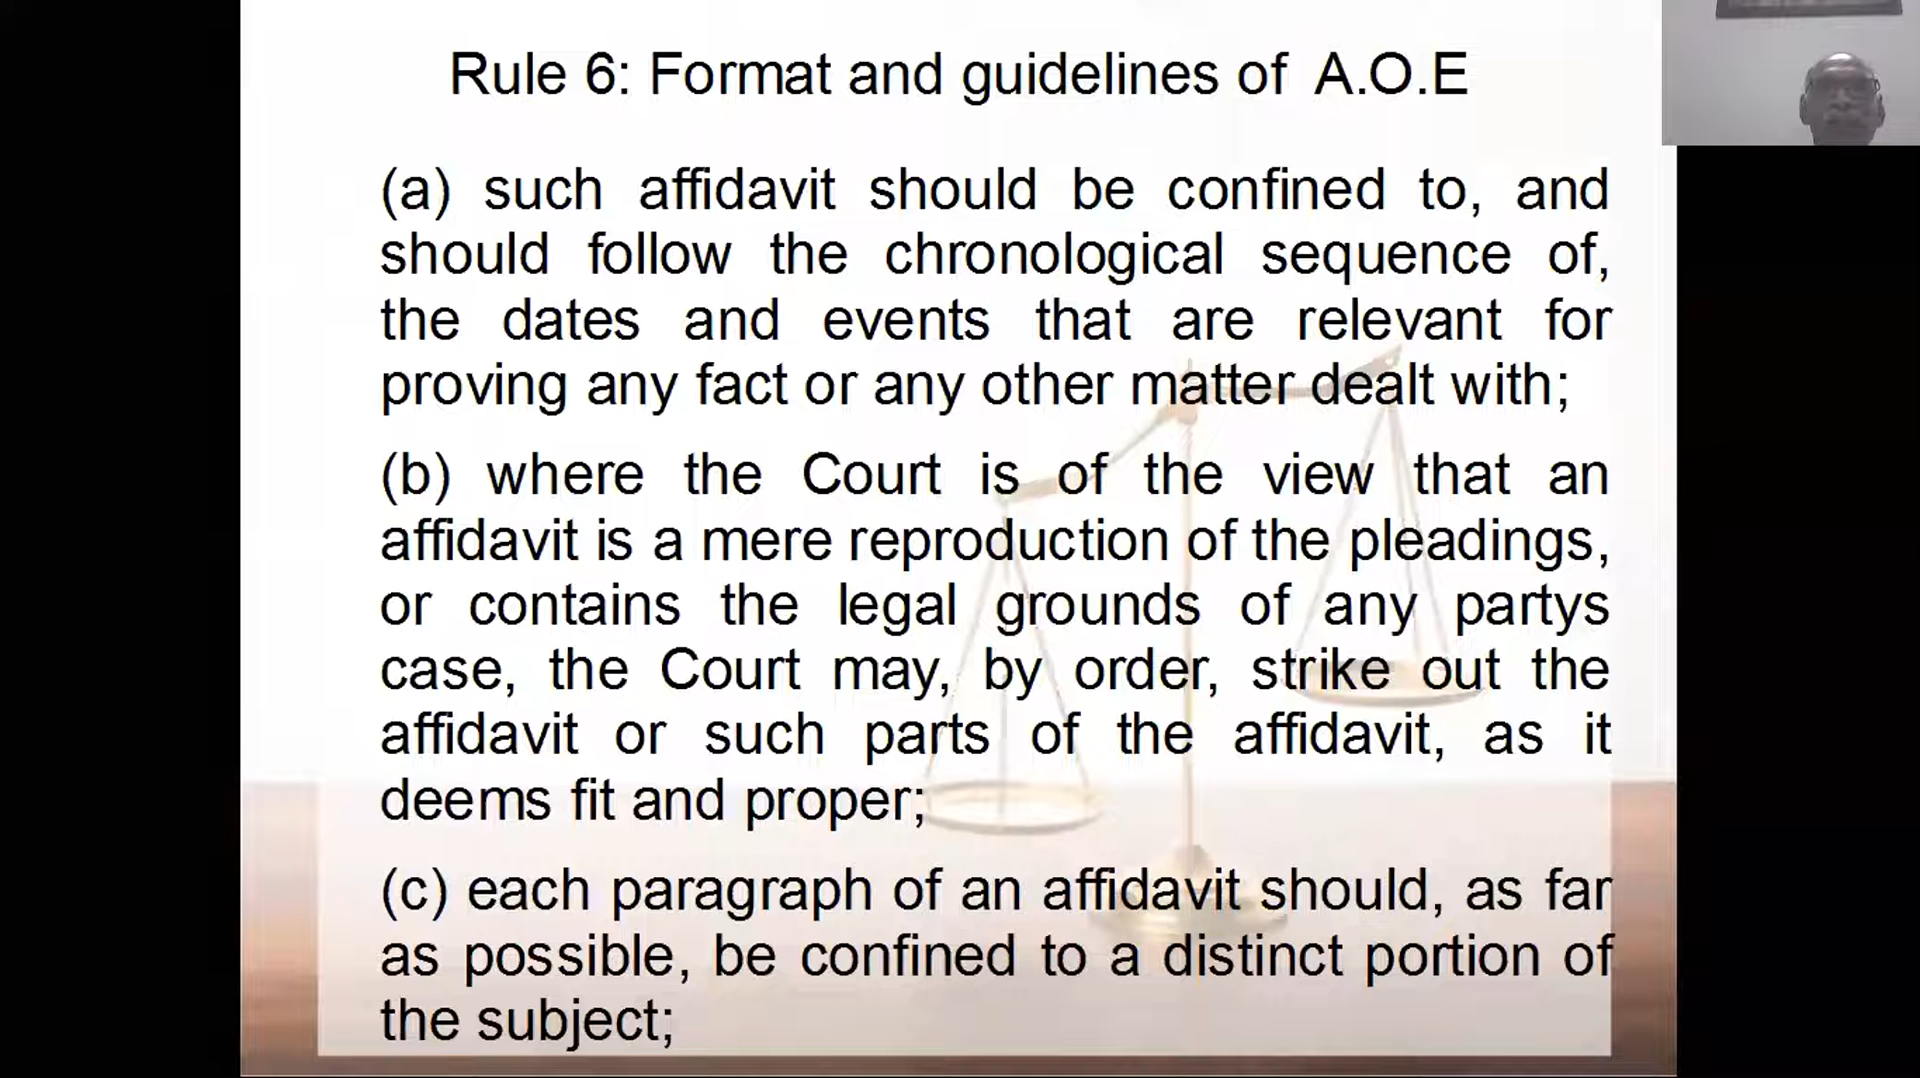 Rule 6: Format and guidelines of A.O.E
(a) such affidavit should be confined to, and
should follow the chronological sequence of,
the dates and events that are relevant for
proving any fact or any other matter dealt with;
(b) where the Court is of the view that an
affidavit is a mere reproduction of the pleadings,
or contains the legal grounds of any partys
case, the Court may, by order, strike out the
affidavit or such parts of the affidavit, as it
deems fit and proper;
(c) each paragraph of an affidavit should, as far
as possible, be confined to a distinct portion of
the subject;